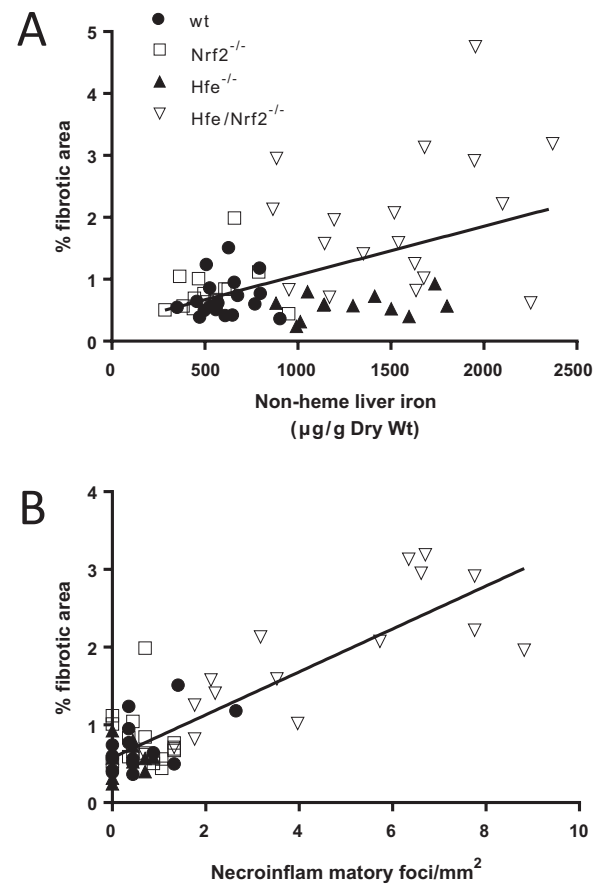 A
wt
Nrf2-/-
Hfe-/-
Hfe/Nrf2-/-
5
4
3
2
1
0
% fibrotic area
0 500 1000 1500 2000 2500
Non-heme liver iron
(µg/g Dry Wt)
B
4
3
2
1
0
% fibrotic area
0 2 4 6 8 10
Necroinflam matory foci/mm2